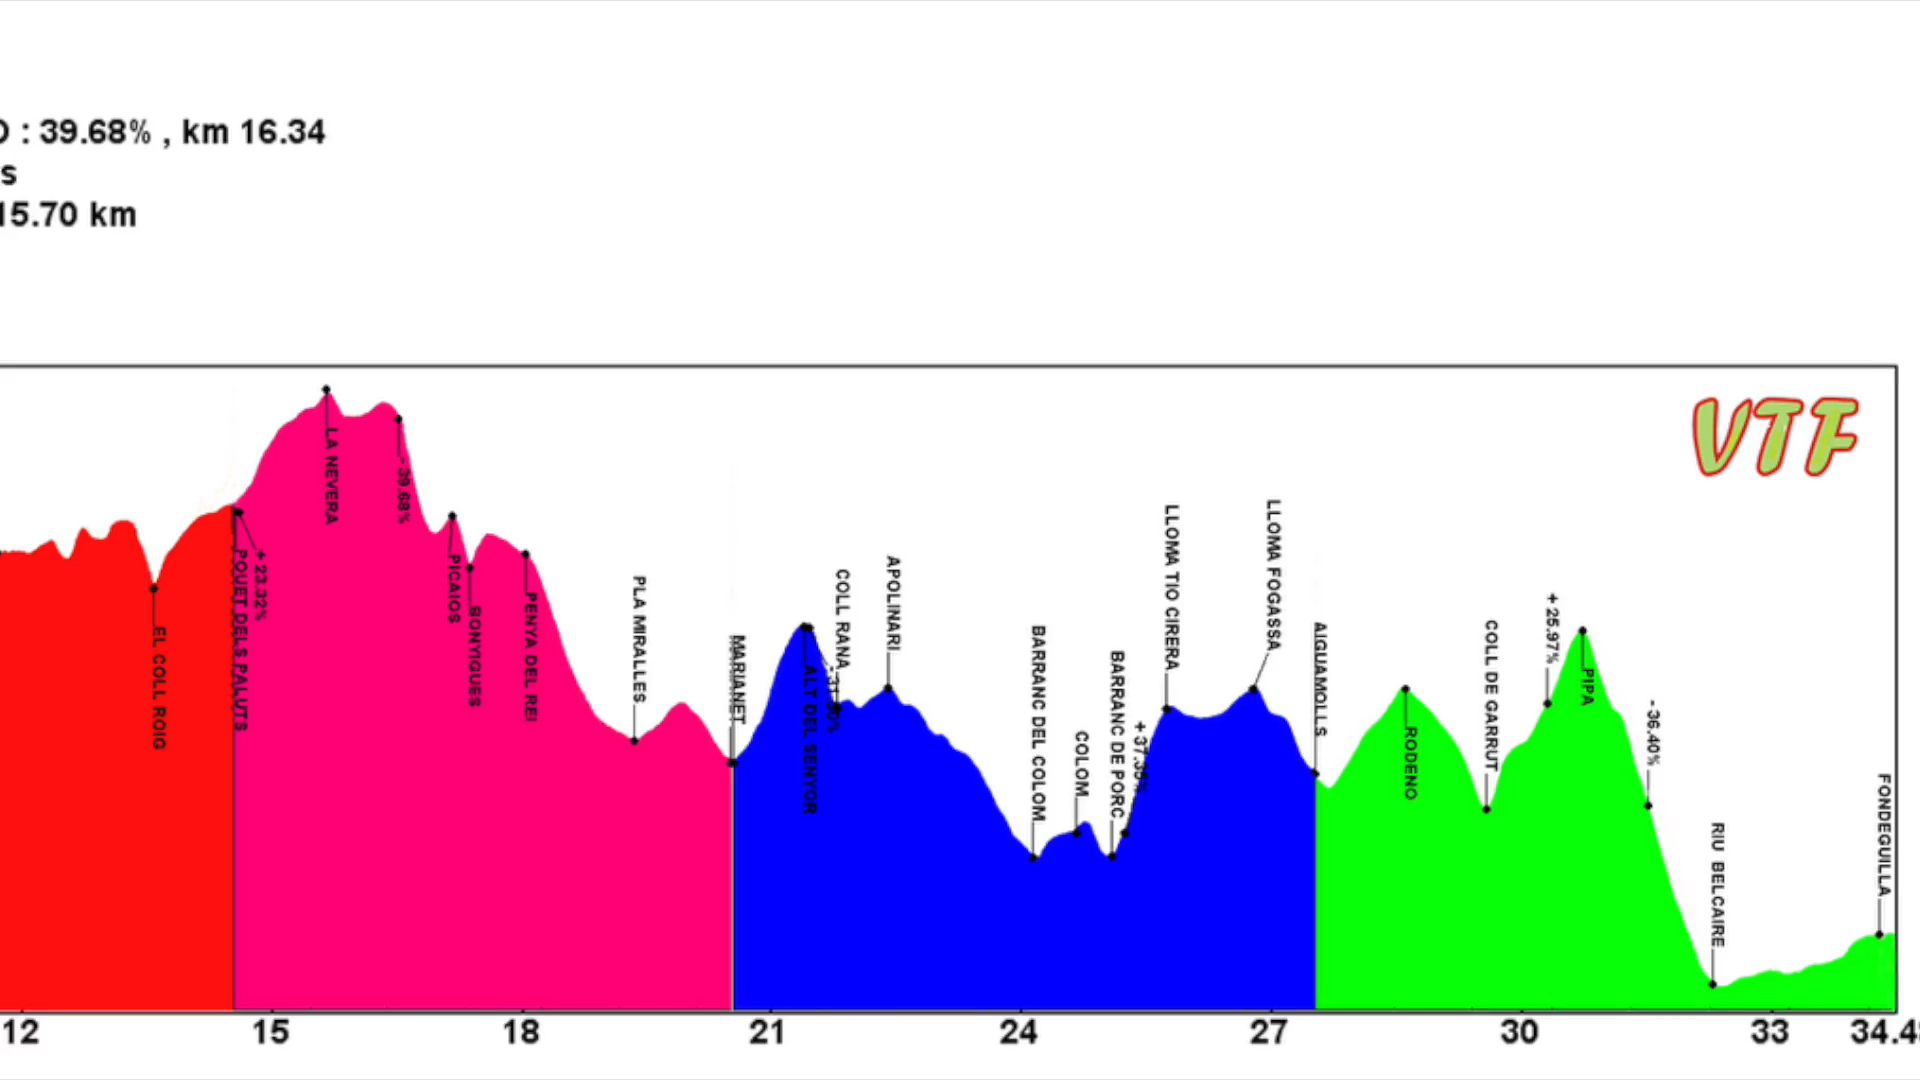 : 39.68% , km 16.34
s
15.70 km
VTF
EL COLL ROIG
POUET DELS PALUTS
+ 23.32%
LA NEVERA
- 39.68%
PICAIOS
BONYIGUES
PENYA DEL REI
PLA MIRALLES
MARIANET
ALT DEL SENYOR
COLL RANA
APOLINARI
BARRANC DEL COLOM
COLOM
BARRANC DE PORC
LLOMA TIO CIRERA
LLOMA FOGASSA
AIGUAMOLLS
RODENO
COLL DE GARRUT
+ 25.97%
PIPA
- 36.40%
RIU BELCAIRE
FONDEGUILLA
12 15 18 21 24 27 30 33 34.4